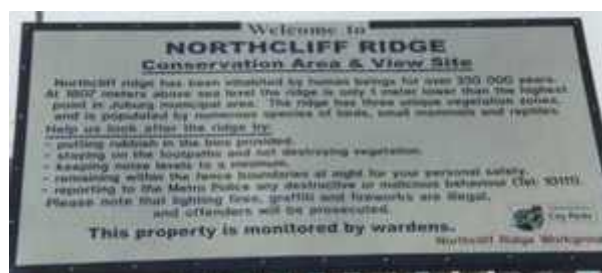 Welcome to
NORTHCLIFF RIDGE
Conservation Area & View Site
Northcliff ridge has been inhabited by human beings for over 250 000 years.
At 1807 meters above sea level the ridge is only 1 meter lower than the highest
point in Joburg municipal area. The ridge has three unique vegetation zones,
and is populated by numerous species of birds, small mammals and reptiles.
Help us look after the ridge by:
- putting rubbish in the bins provided.
- staying on the footpaths and not destroying vegetation.
- keeping noise levels to a minimum.
- remaining within the fence boundaries at night for your personal safety.
- reporting to the Metro Police any destructive or malicious behaviour (Tel: 10111).
Please note that lighting fires, graffiti and fireworks are illegal,
and offenders will be prosecuted.
This property is monitored by wardens.
City Parks
Northcliff Ridge Workgroup